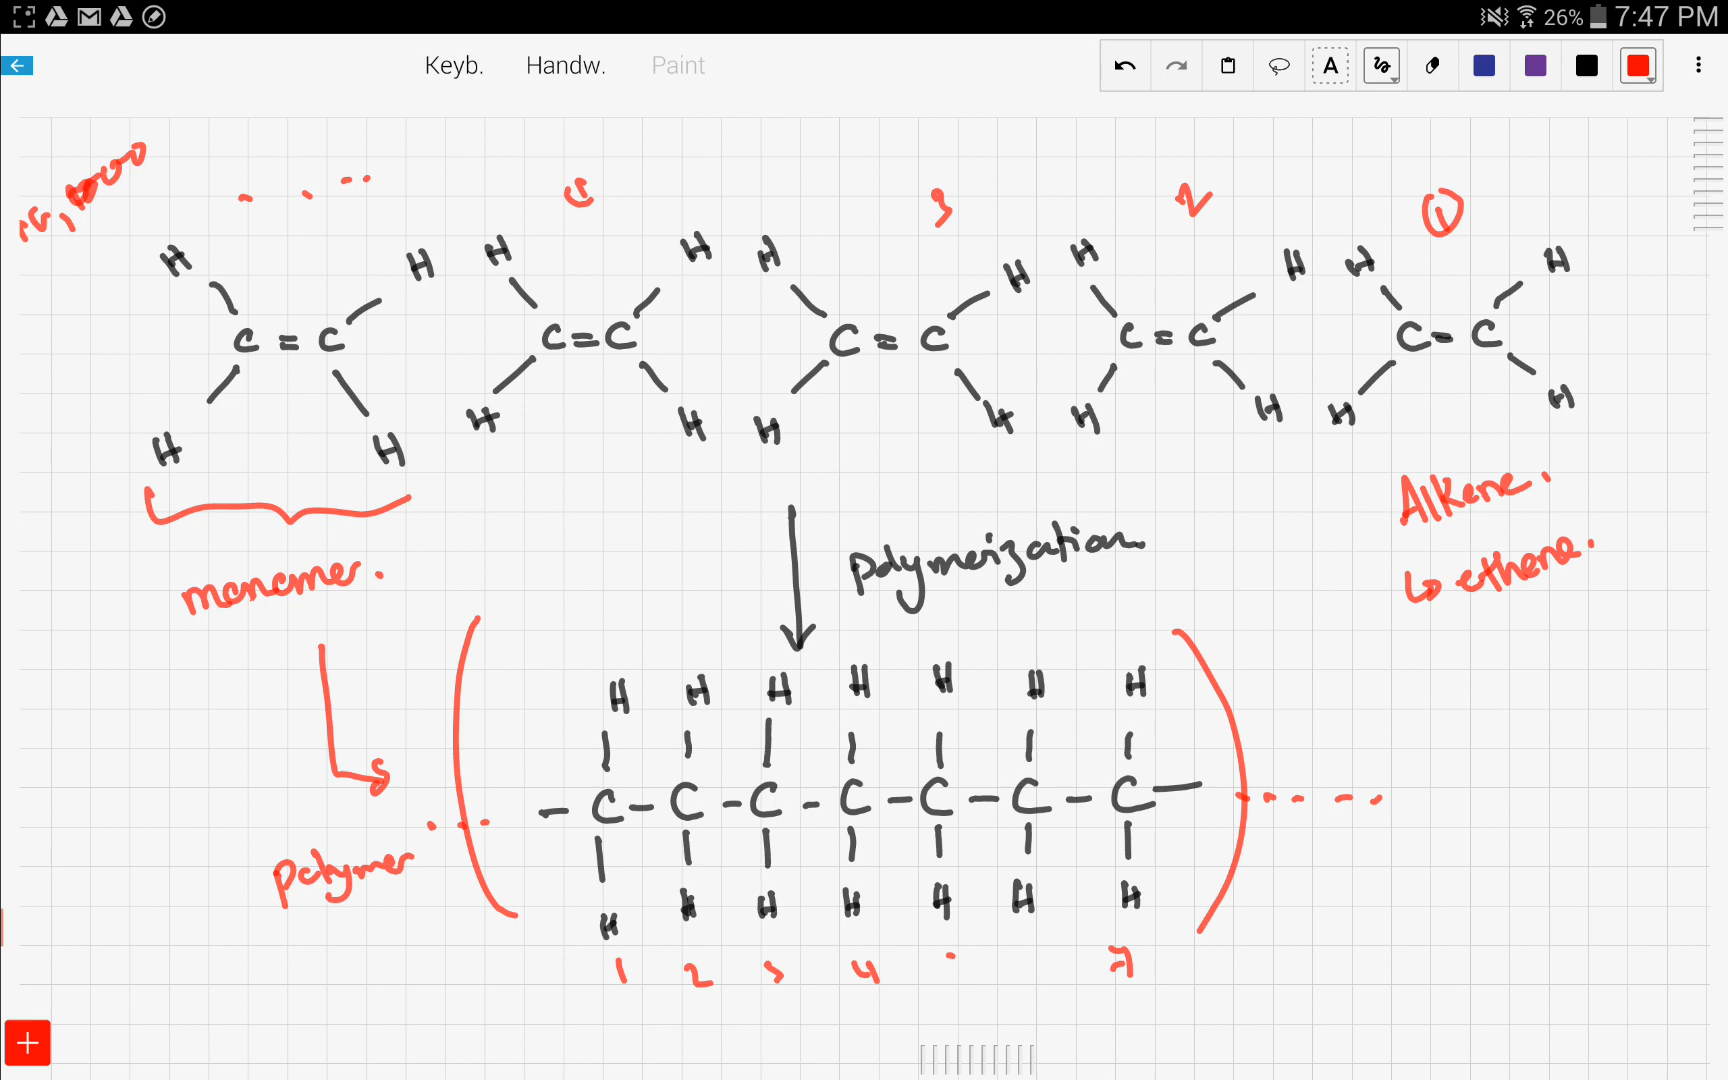 26% 7:47 PM
Keyb. Handw. Paint A
3 2 1
H H H H H H H H H H
C = C C = C C = C C = C C = C
H H H H H H H H H H
Alkene.
Polymerization
ethene.
monomer.
H H H H H H H
- C - C - C - C - C - C - C -
polymer
H H H H H H H
1 2 3 4 7